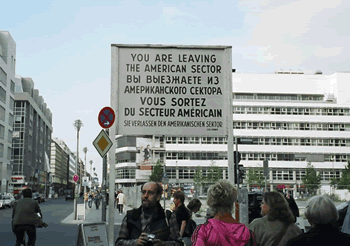 YOU ARE LEAVING
THE AMERICAN SECTOR
ВЫ ВЫЕЗЖАЕТЕ ИЗ
АМЕРИКАНСКОГО СЕКТОРА
VOUS SORTEZ
DU SECTEUR AMÉRICAIN
SIE VERLASSEN DEN AMERIKANISCHEN SEKTOR